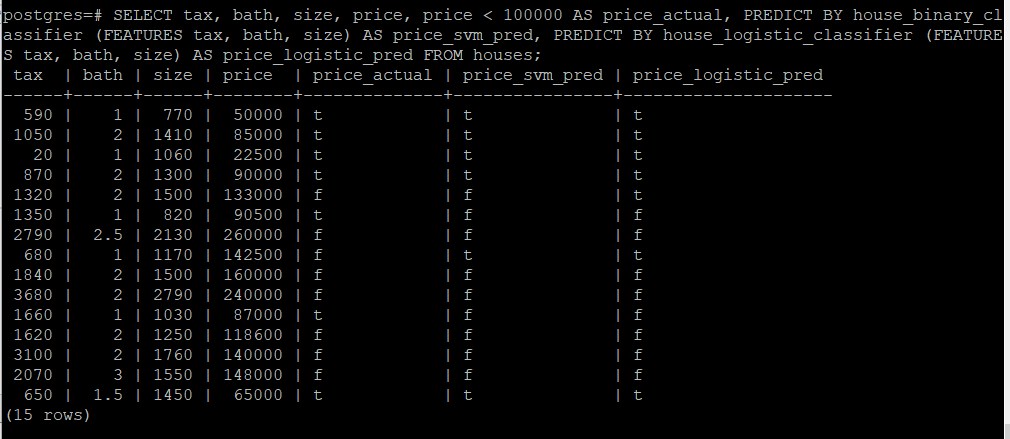 postgres=# SELECT tax, bath, size, price, price < 100000 AS price_actual, PREDICT BY house_binary_cl
assifier (FEATURES tax, bath, size) AS price_svm_pred, PREDICT BY house_logistic_classifier (FEATURE
S tax, bath, size) AS price_logistic_pred FROM houses;
 tax  | bath | size | price  | price_actual | price_svm_pred | price_logistic_pred
------+------+------+--------+--------------+----------------+---------------------
  590 |    1 |  770 |  50000 | t            | t              | t
 1050 |    2 | 1410 |  85000 | t            | t              | t
   20 |    1 | 1060 |  22500 | t            | t              | t
  870 |    2 | 1300 |  90000 | t            | t              | t
 1320 |    2 | 1500 | 133000 | f            | f              | t
 1350 |    1 |  820 |  90500 | t            | f              | f
 2790 |  2.5 | 2130 | 260000 | f            | f              | f
  680 |    1 | 1170 | 142500 | f            | t              | t
 1840 |    2 | 1500 | 160000 | f            | f              | f
 3680 |    2 | 2790 | 240000 | f            | f              | f
 1660 |    1 | 1030 |  87000 | t            | f              | f
 1620 |    2 | 1250 | 118600 | f            | f              | f
 3100 |    2 | 1760 | 140000 | f            | f              | f
 2070 |    3 | 1550 | 148000 | f            | f              | f
  650 |  1.5 | 1450 |  65000 | t            | t              | t
(15 rows)